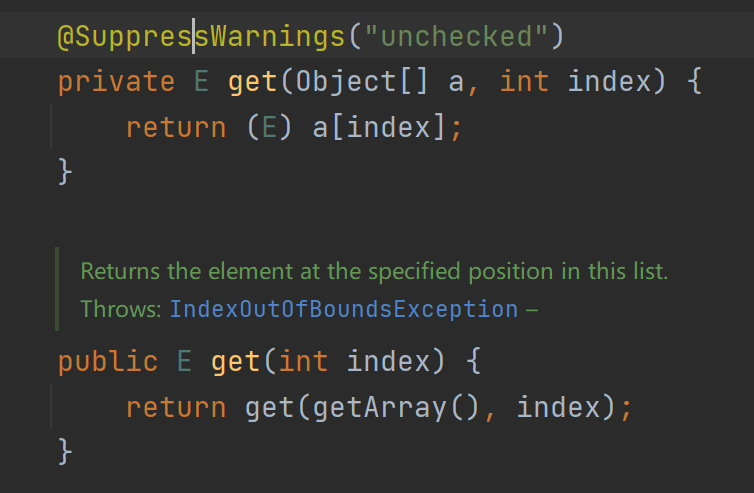 @SuppressWarnings("unchecked")
private E get(Object[] a, int index) {
    return (E) a[index];
}
Returns the element at the specified position in this list.
Throws: IndexOutOfBoundsException –
public E get(int index) {
    return get(getArray(), index);
}